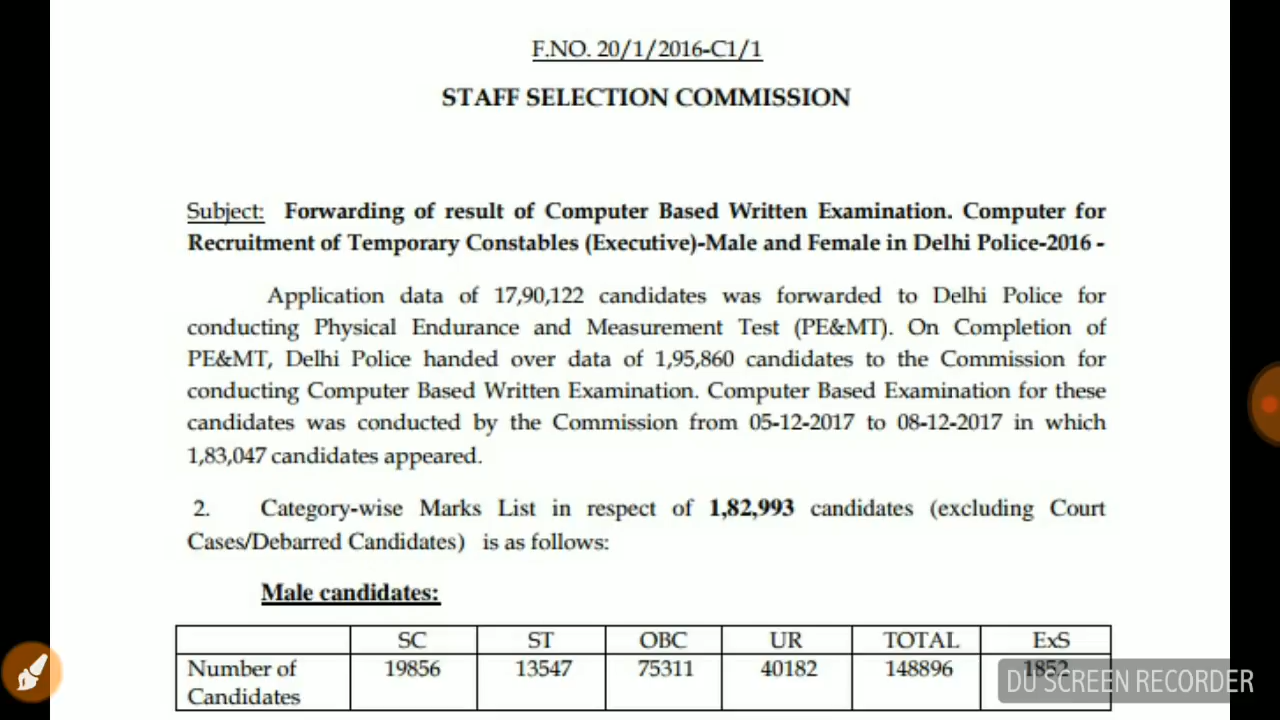 F.NO. 20/1/2016-C1/1
STAFF SELECTION COMMISSION
Subject: Forwarding of result of Computer Based Written Examination. Computer for
Recruitment of Temporary Constables (Executive)-Male and Female in Delhi Police-2016 -
Application data of 17,90,122 candidates was forwarded to Delhi Police for
conducting Physical Endurance and Measurement Test (PE&MT). On Completion of
PE&MT, Delhi Police handed over data of 1,95,860 candidates to the Commission for
conducting Computer Based Written Examination. Computer Based Examination for these
candidates was conducted by the Commission from 05-12-2017 to 08-12-2017 in which
1,83,047 candidates appeared.
2. Category-wise Marks List in respect of 1,82,993 candidates (excluding Court
Cases/Debarred Candidates) is as follows:
Male candidates:
SC ST OBC UR TOTAL ExS
Number of 19856 13547 75311 40182 148896 1852
Candidates
DU SCREEN RECORDER